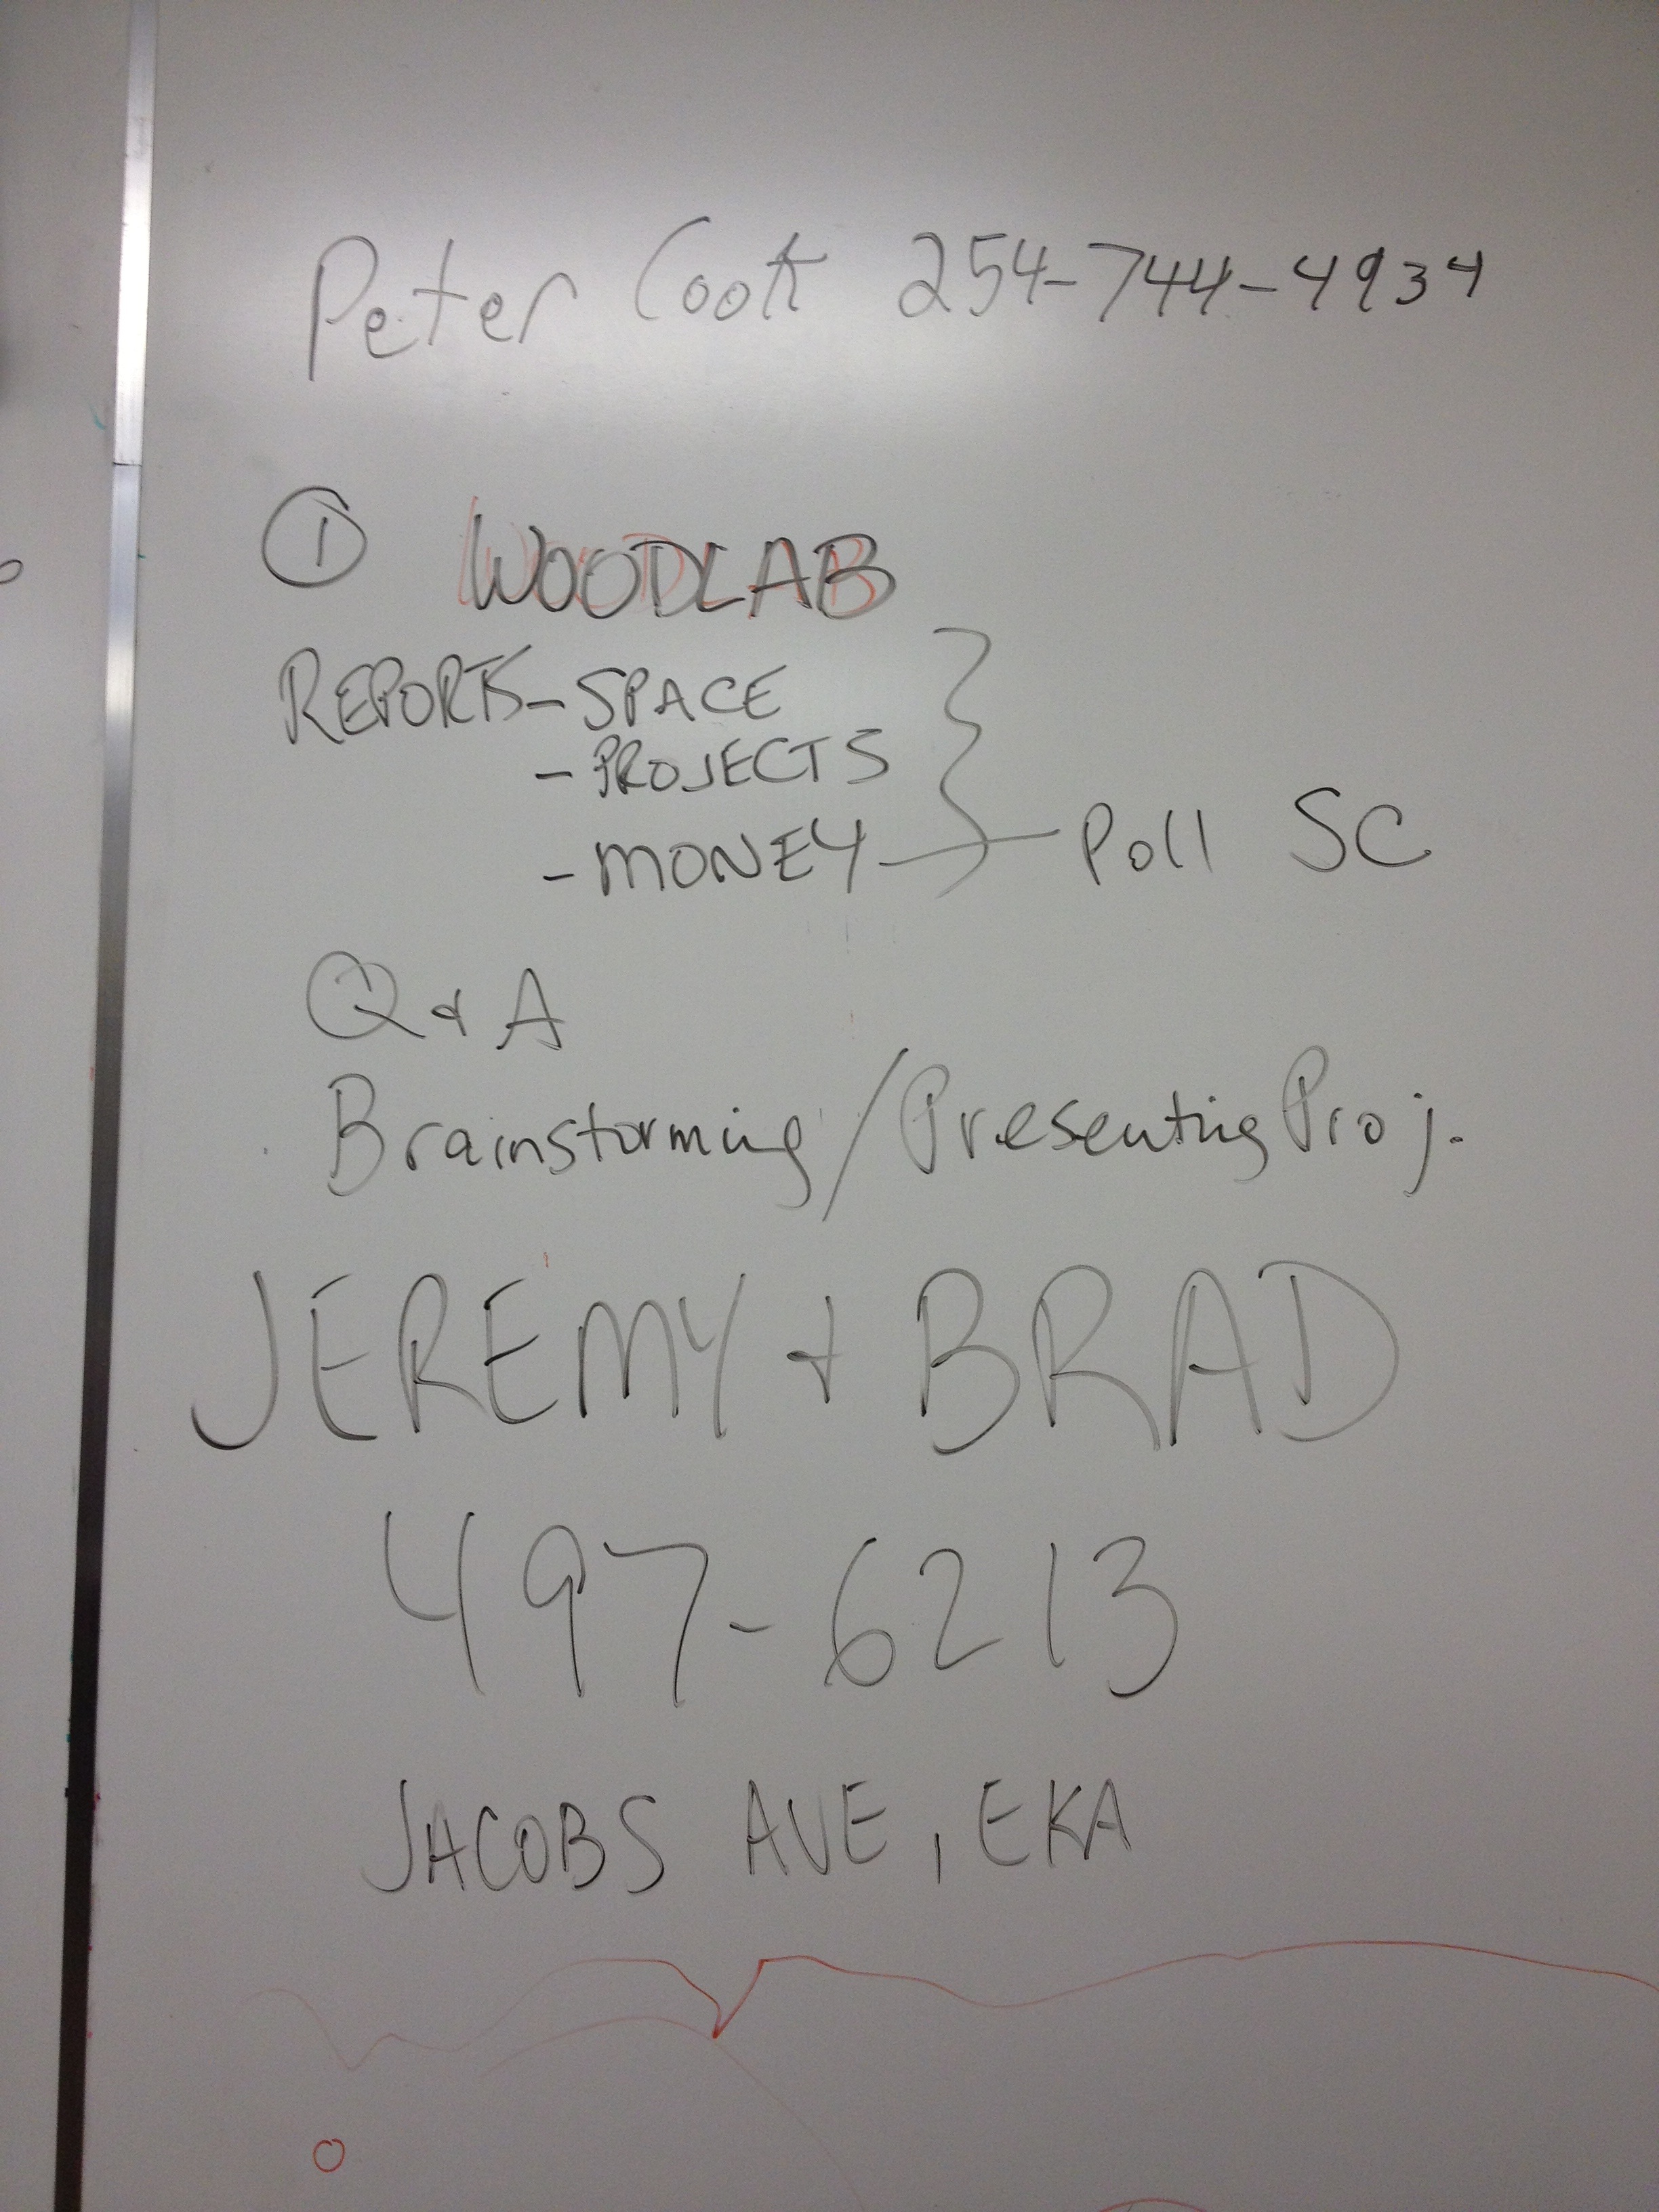 Peter Cook 254-744-4934
① WOODLAB
REPORTS - SPACE
- PROJECTS
- MONEY Poll SC
Q & A
Brainstorming/Presenting Proj.
JEREMY & BRAD
497-6213
JACOBS AVE, EKA